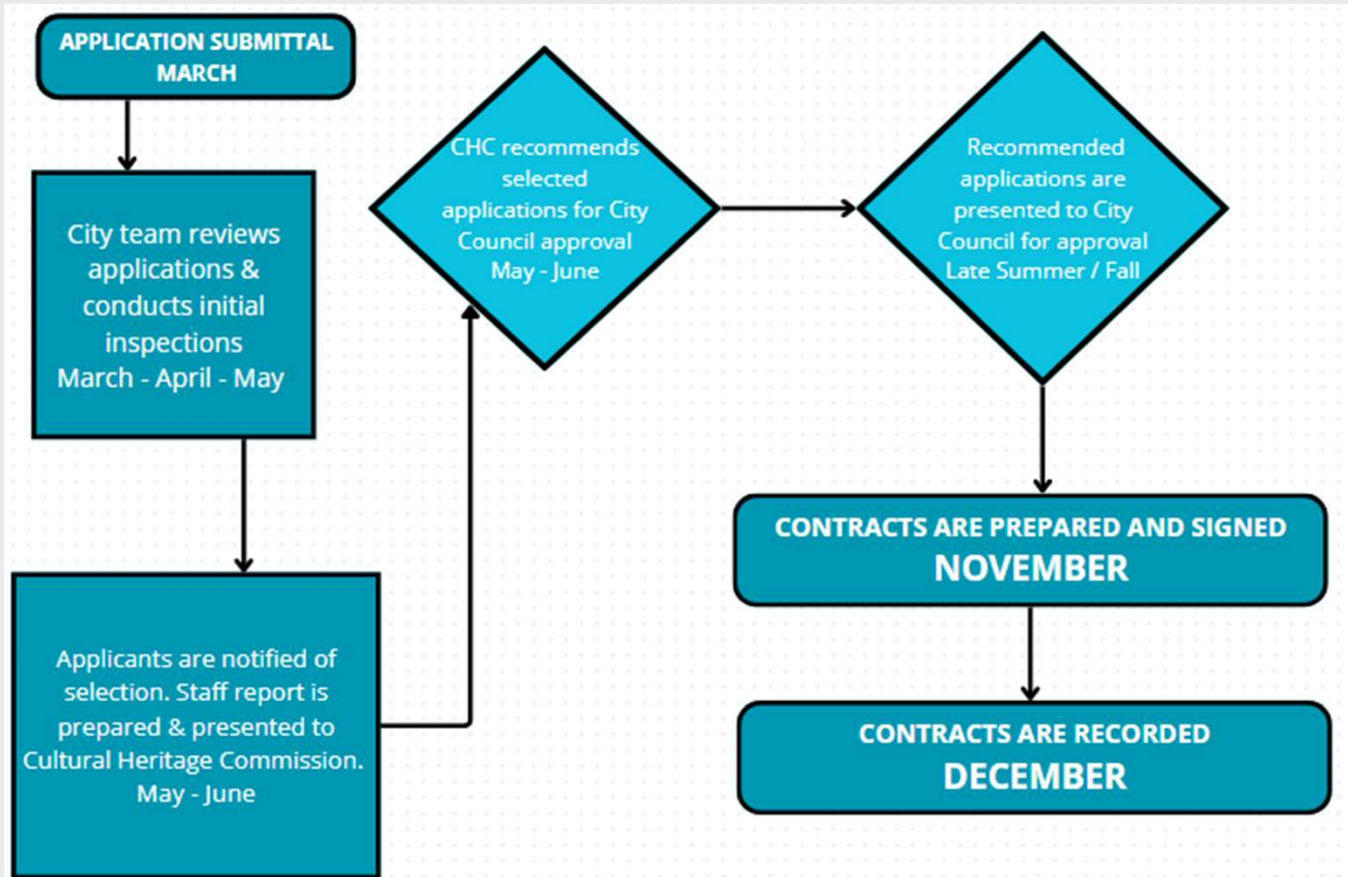 APPLICATION SUBMITTAL
MARCH
City team reviews
applications &
conducts initial
inspections
March - April - May
Applicants are notified of
selection. Staff report is
prepared & presented to
Cultural Heritage Commission.
May - June
CHC recommends
selected
applications for City
Council approval
May - June
Recommended
applications are
presented to City
Council for approval
Late Summer / Fall
CONTRACTS ARE PREPARED AND SIGNED
NOVEMBER
CONTRACTS ARE RECORDED
DECEMBER